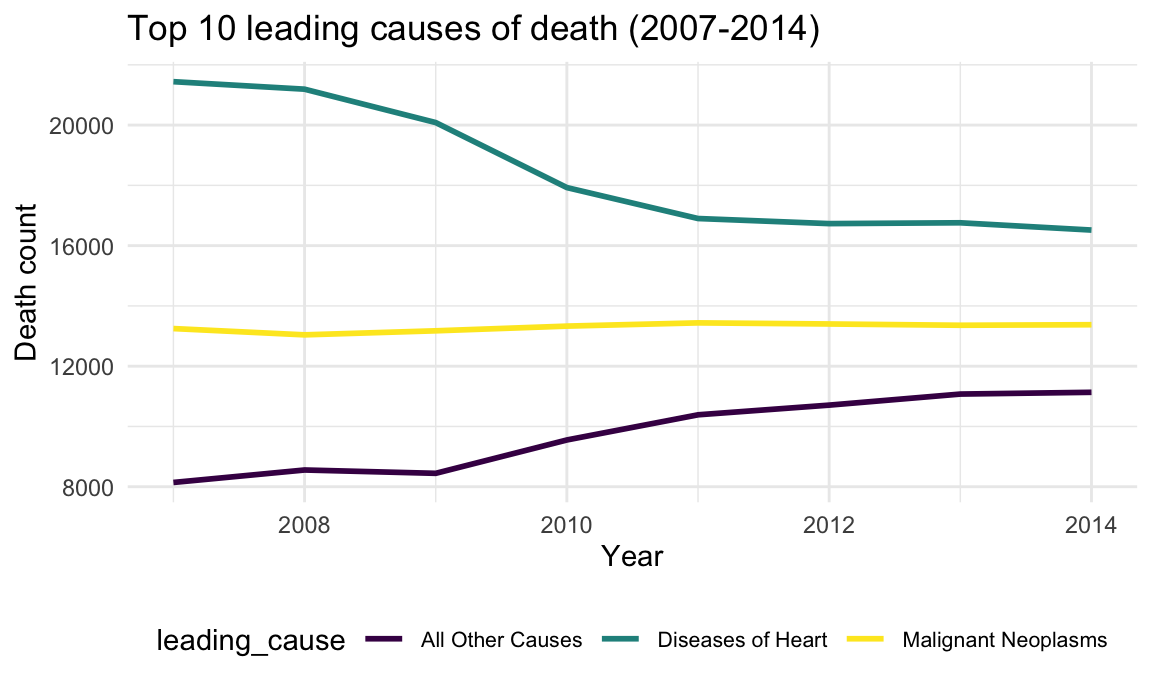 Top 10 leading causes of death (2007-2014)
Death count
20000
16000
12000
8000
2008 2010 2012 2014
Year
leading_cause All Other Causes Diseases of Heart Malignant Neoplasms